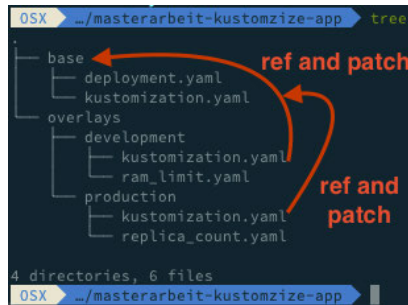 OSX …/masterarbeit-kustomzize-app tree
.
├── base
│   ├── deployment.yaml
│   └── kustomization.yaml
└── overlays
    ├── development
    │   ├── kustomization.yaml
    │   └── ram_limit.yaml
    └── production
        ├── kustomization.yaml
        └── replica_count.yaml
ref and patch
ref and
patch
4 directories, 6 files
OSX …/masterarbeit-kustomzize-app